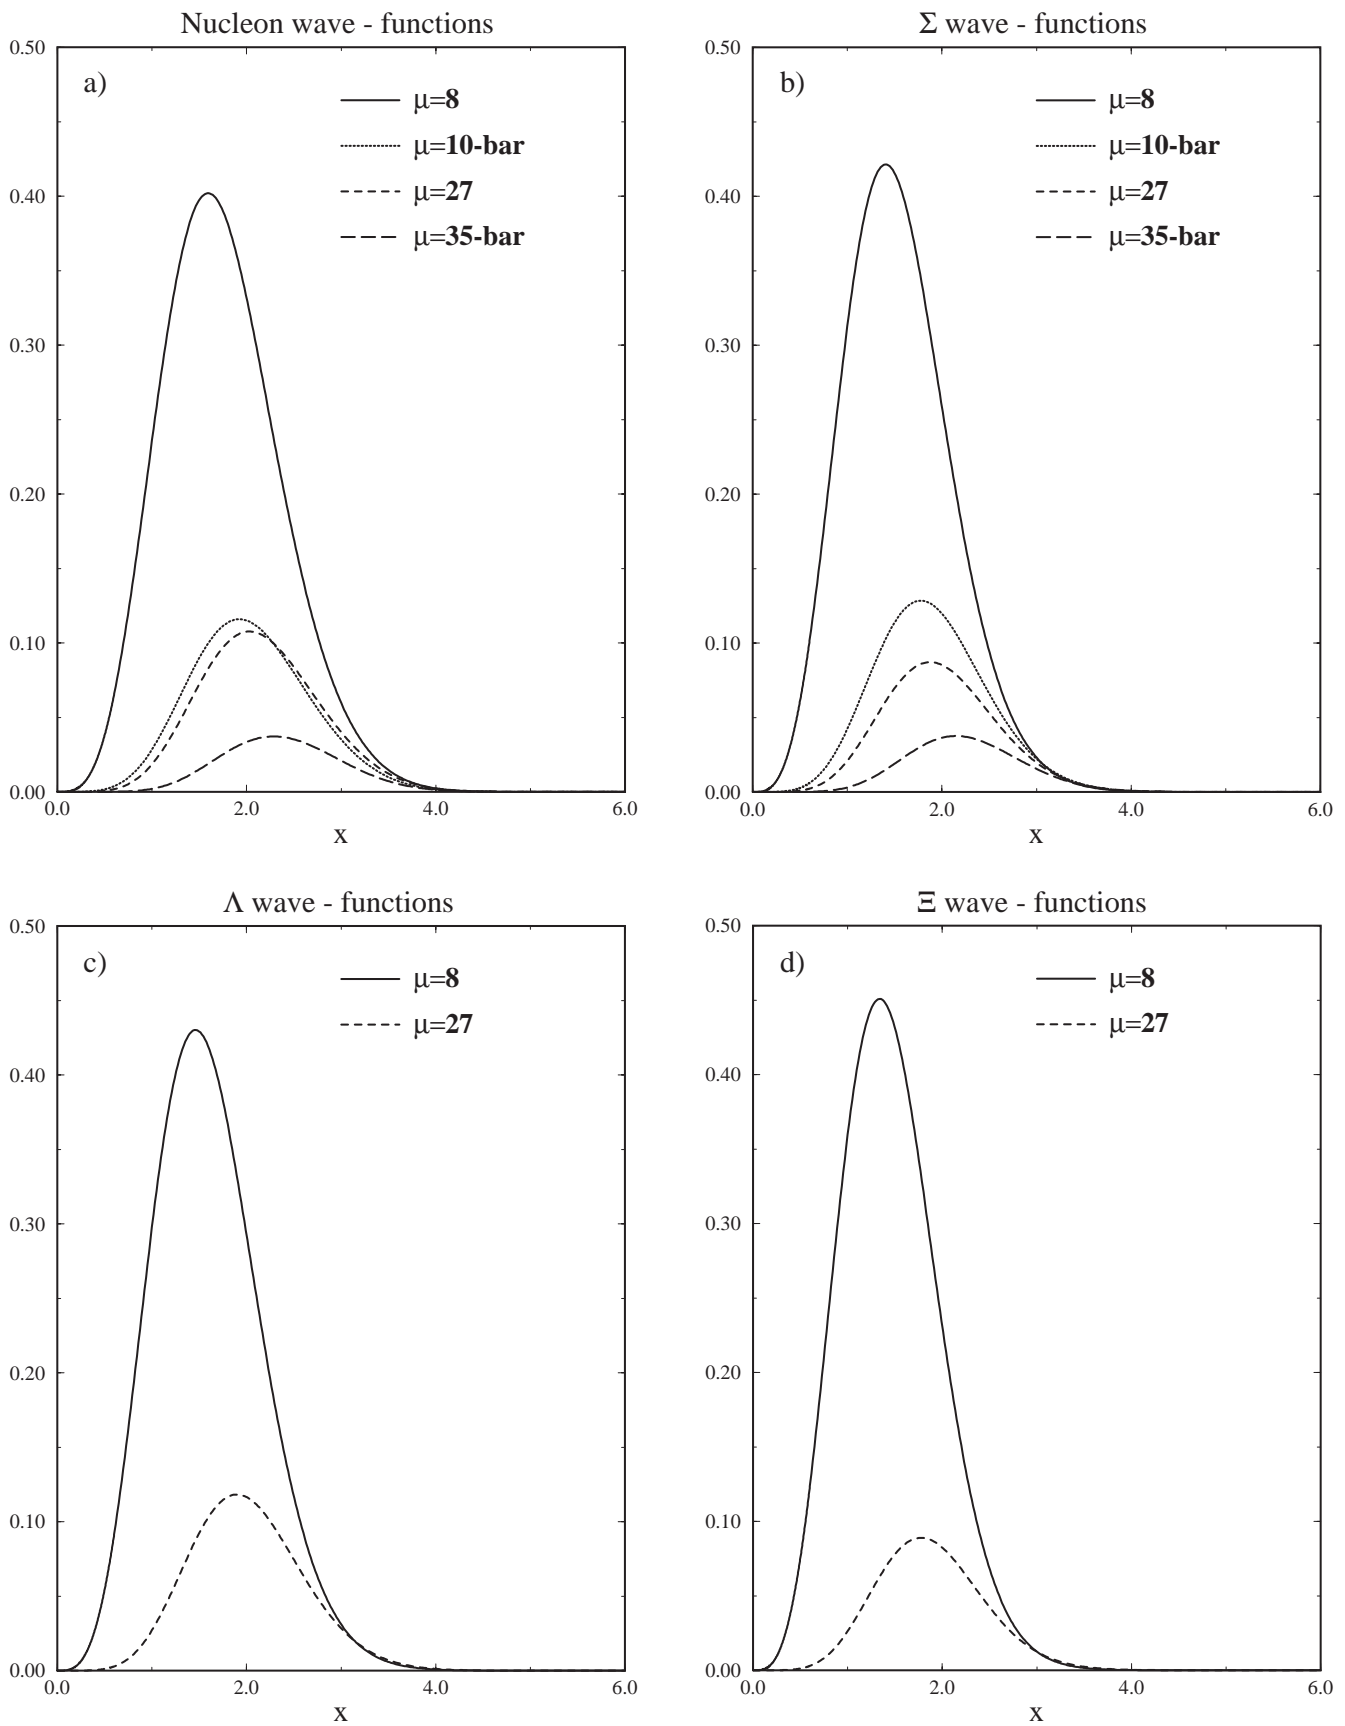 Nucleon wave - functions
a)
μ=8
μ=10-bar
μ=27
μ=35-bar
0.50
0.40
0.30
0.20
0.10
0.00
0.0 2.0 4.0 6.0
x
Σ wave - functions
b)
μ=8
μ=10-bar
μ=27
μ=35-bar
0.50
0.40
0.30
0.20
0.10
0.00
0.0 2.0 4.0 6.0
x
Λ wave - functions
c)
μ=8
μ=27
0.50
0.40
0.30
0.20
0.10
0.00
0.0 2.0 4.0 6.0
x
Ξ wave - functions
d)
μ=8
μ=27
0.50
0.40
0.30
0.20
0.10
0.00
0.0 2.0 4.0 6.0
x